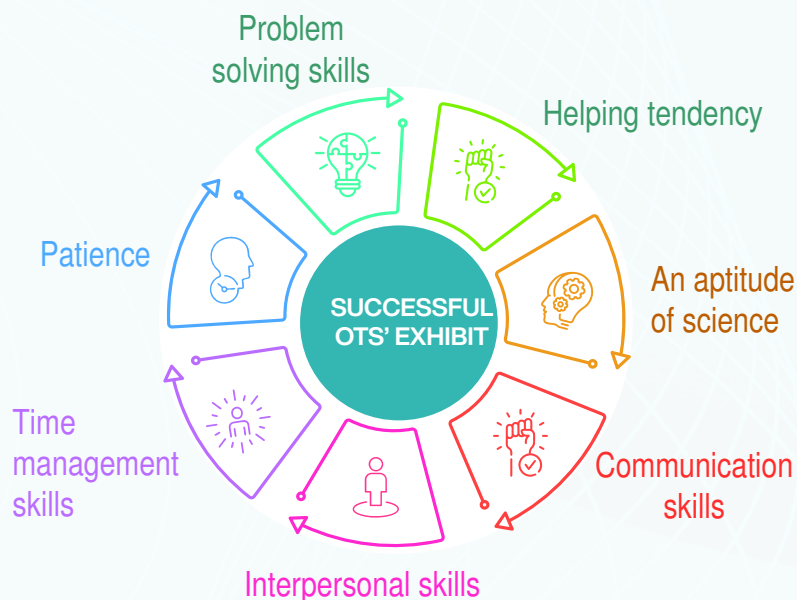 Problem
solving skills
Helping tendency
An aptitude
of science
Communication
skills
Interpersonal skills
Time
management
skills
Patience
SUCCESSFUL
OTS' EXHIBIT